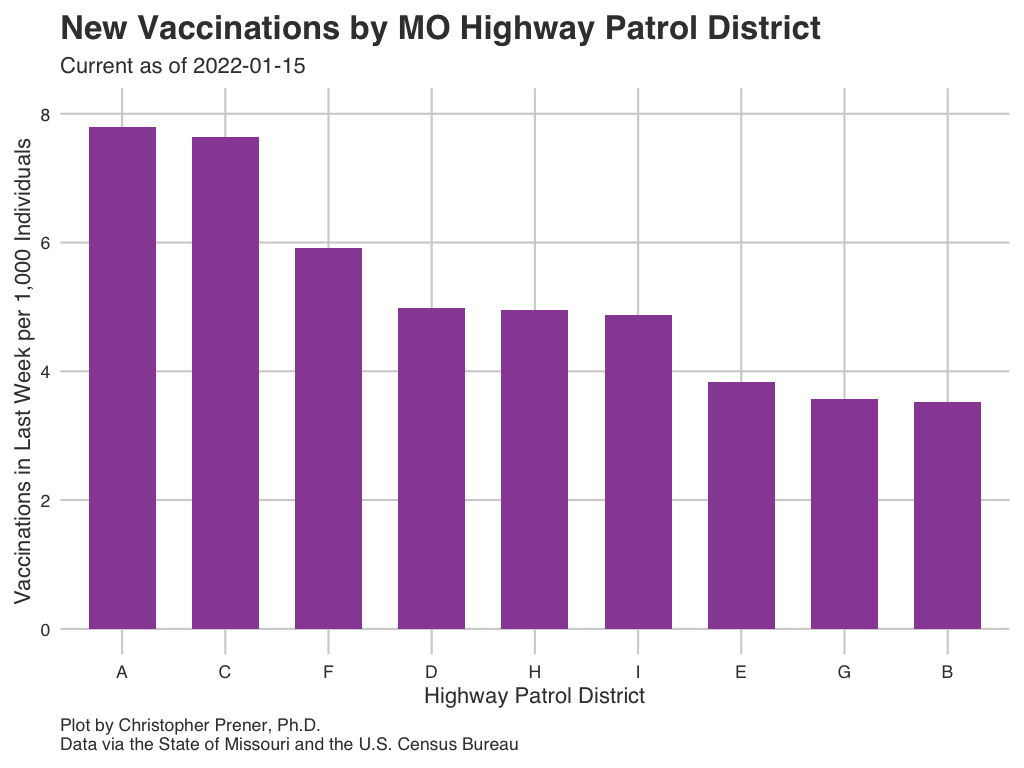 New Vaccinations by MO Highway Patrol District
Current as of 2022-01-15
Vaccinations in Last Week per 1,000 Individuals
8
6
4
2
0
A C F D H I E G B
Highway Patrol District
Plot by Christopher Prener, Ph.D.
Data via the State of Missouri and the U.S. Census Bureau